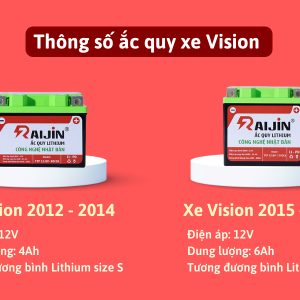 Thông số ắc quy xe Vision
RAIJIN®
ẮC QUY LITHIUM
CÔNG NGHỆ NHẬT BẢN
RAIJIN®
ẮC QUY LITHIUM
CÔNG NGHỆ NHẬT BẢN
ion 2012 - 2014
12V
ng: 4Ah
ương bình Lithium size S
Xe Vision 2015
Điện áp: 12V
Dung lượng: 6Ah
Tương đương bình Lit